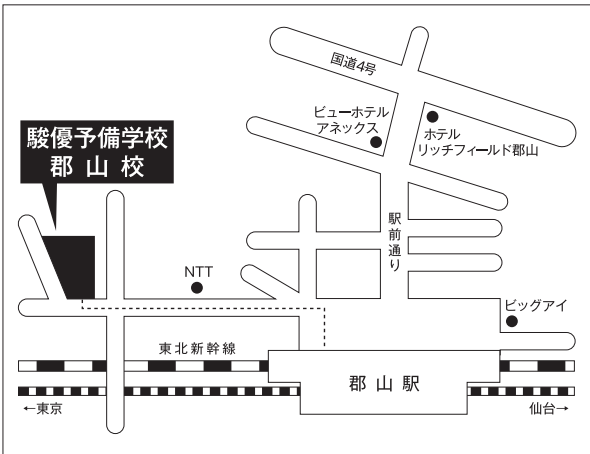 国道4号
ビューホテル
アネックス
ホテル
リッチフィールド郡山
駿優予備学校
郡山校
駅前通り
NTT
ビッグアイ
東北新幹線
郡山駅
←東京
仙台→